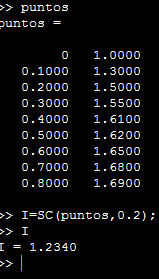 >> puntos
puntos =
0 1.0000
0.1000 1.3000
0.2000 1.5000
0.3000 1.5500
0.4000 1.6100
0.5000 1.6200
0.6000 1.6500
0.7000 1.6800
0.8000 1.6900
>> I=SC(puntos,0.2);
>> I
I = 1.2340
>>